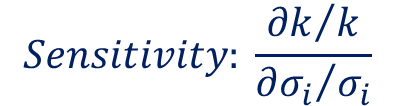 Sensitivity: ∂k/k
∂σᵢ/σᵢ